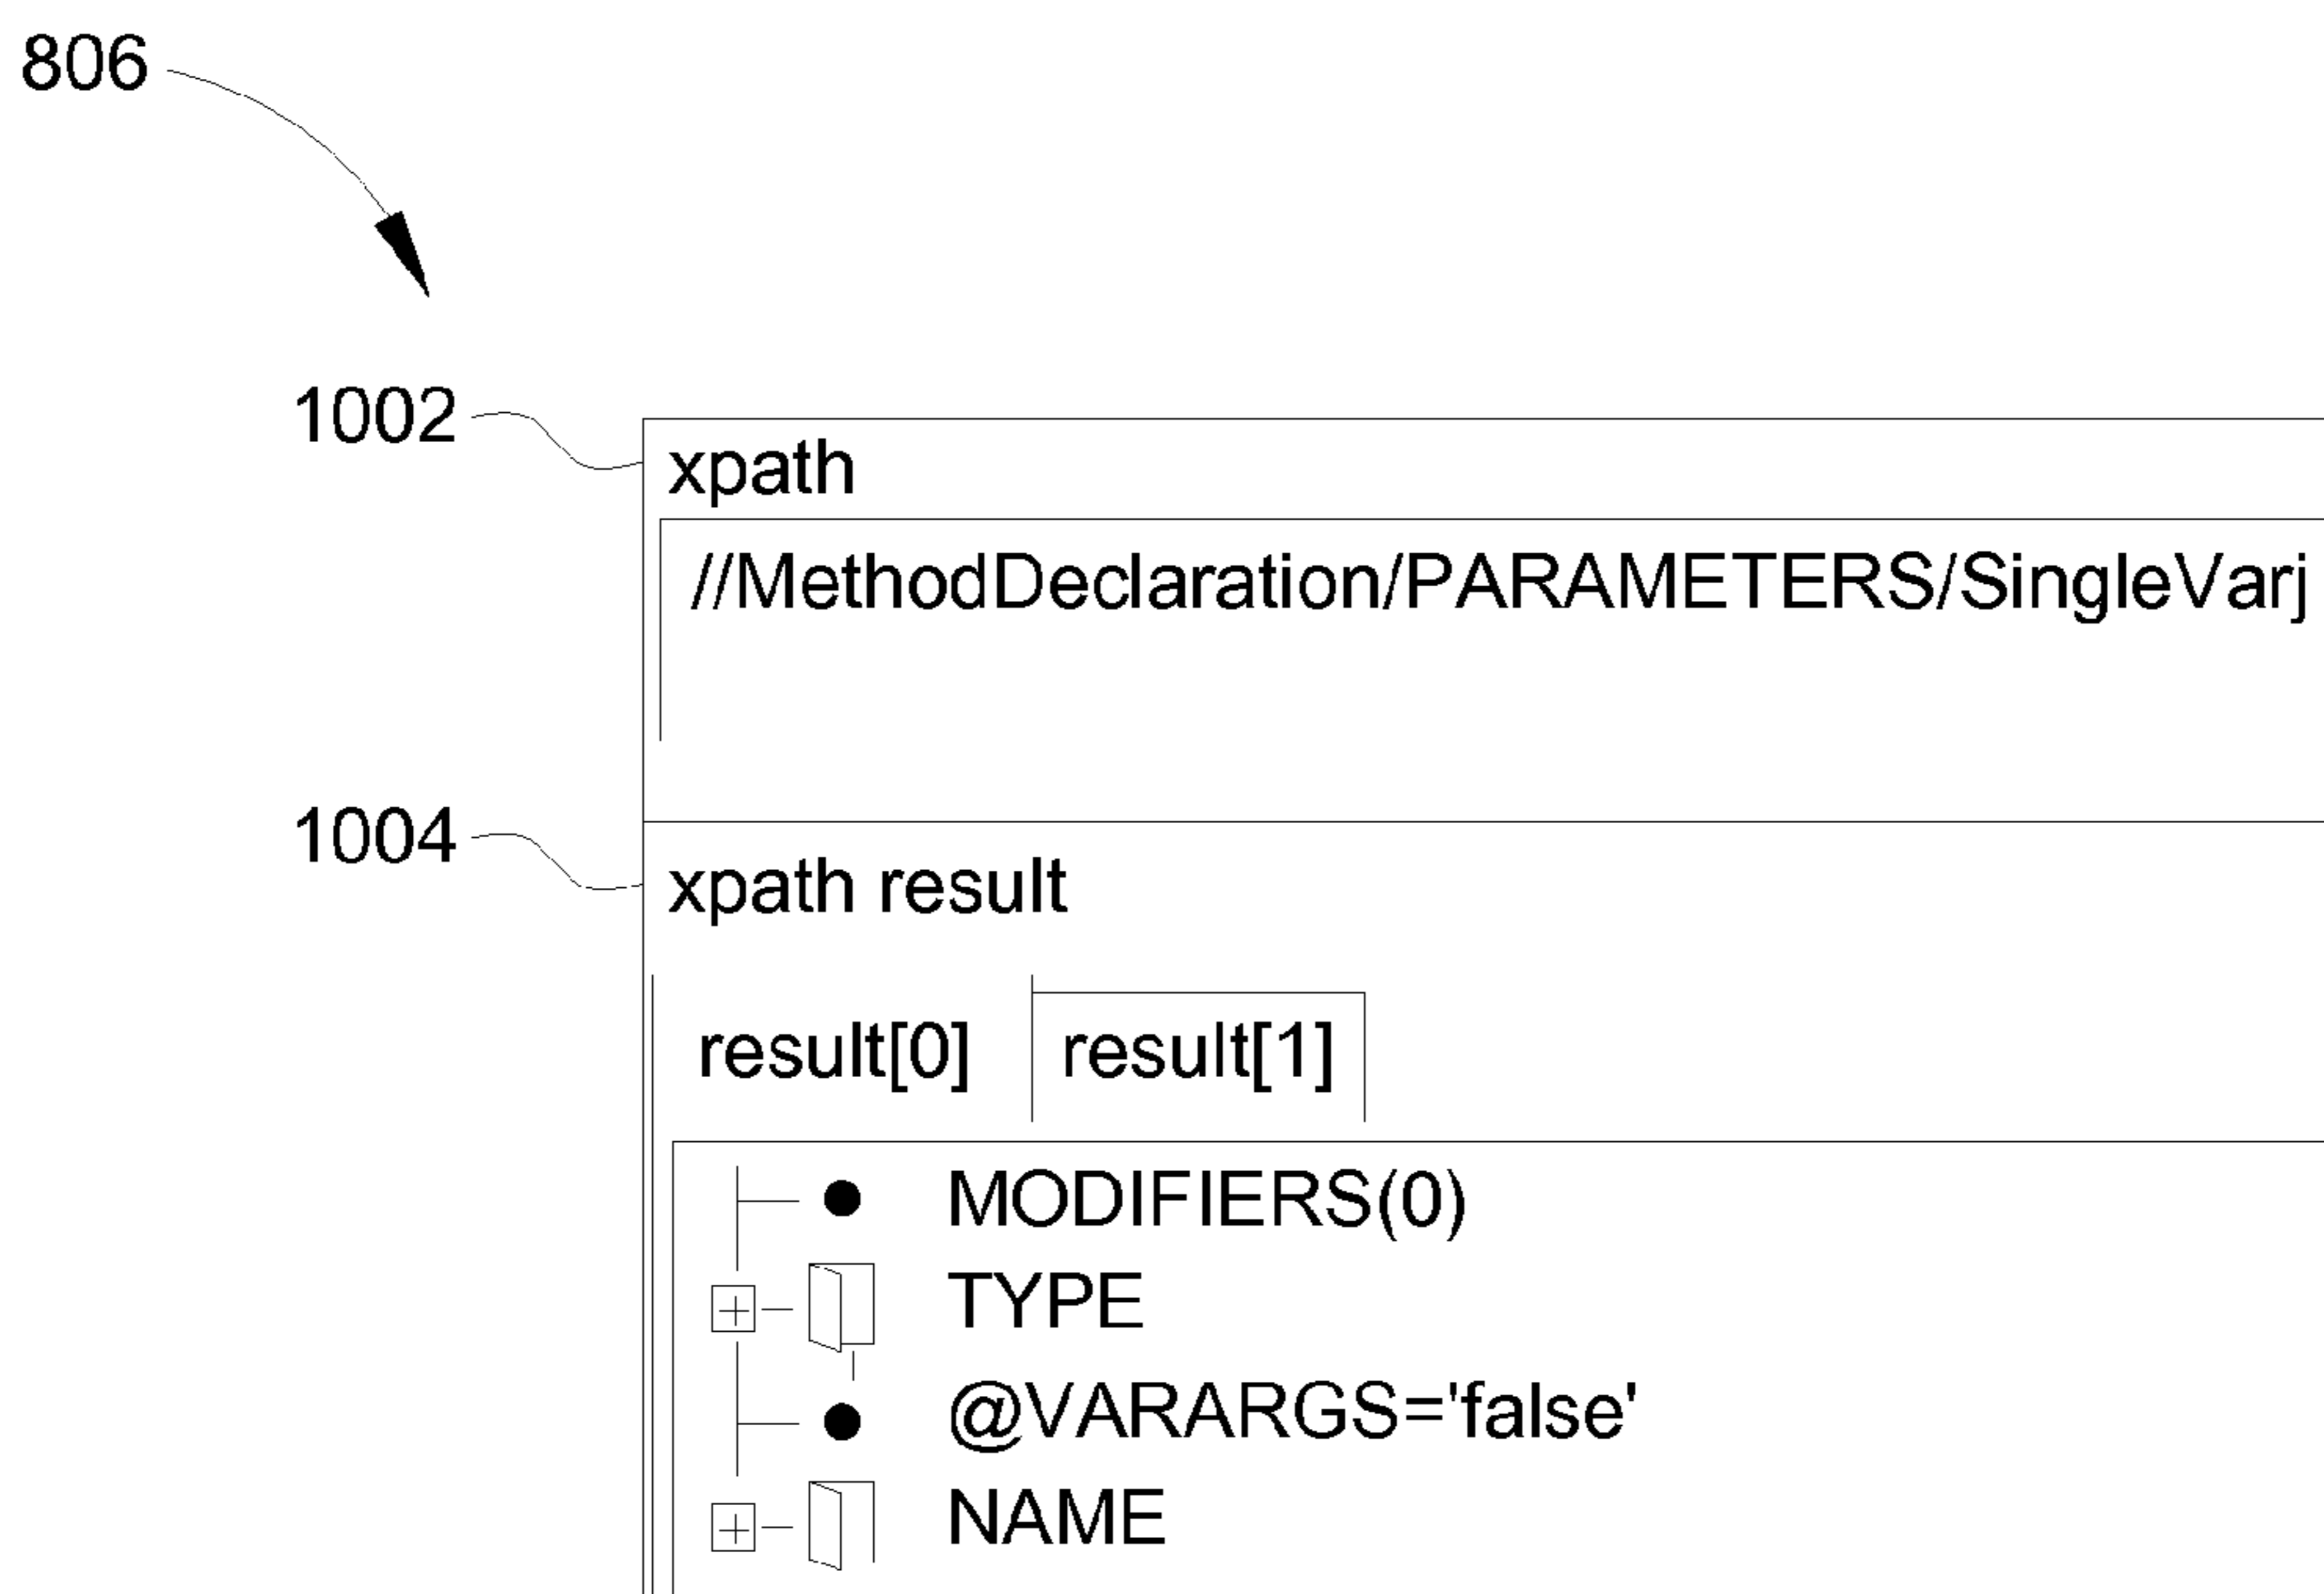 806
1002
xpath
//MethodDeclaration/PARAMETERS/SingleVarj
1004
xpath result
result[0] result[1]
MODIFIERS(0)
TYPE
@VARARGS='false'
NAME